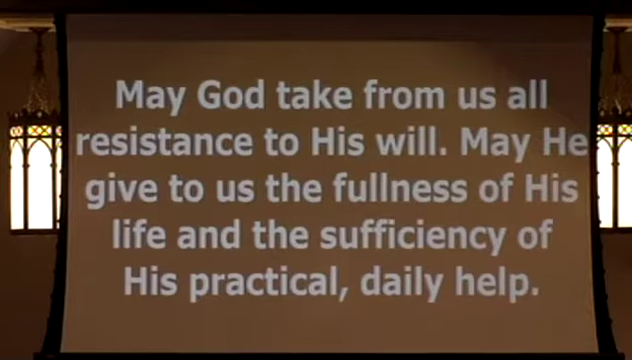 May God take from us all
resistance to His will. May He
give to us the fullness of His
life and the sufficiency of
His practical, daily help.